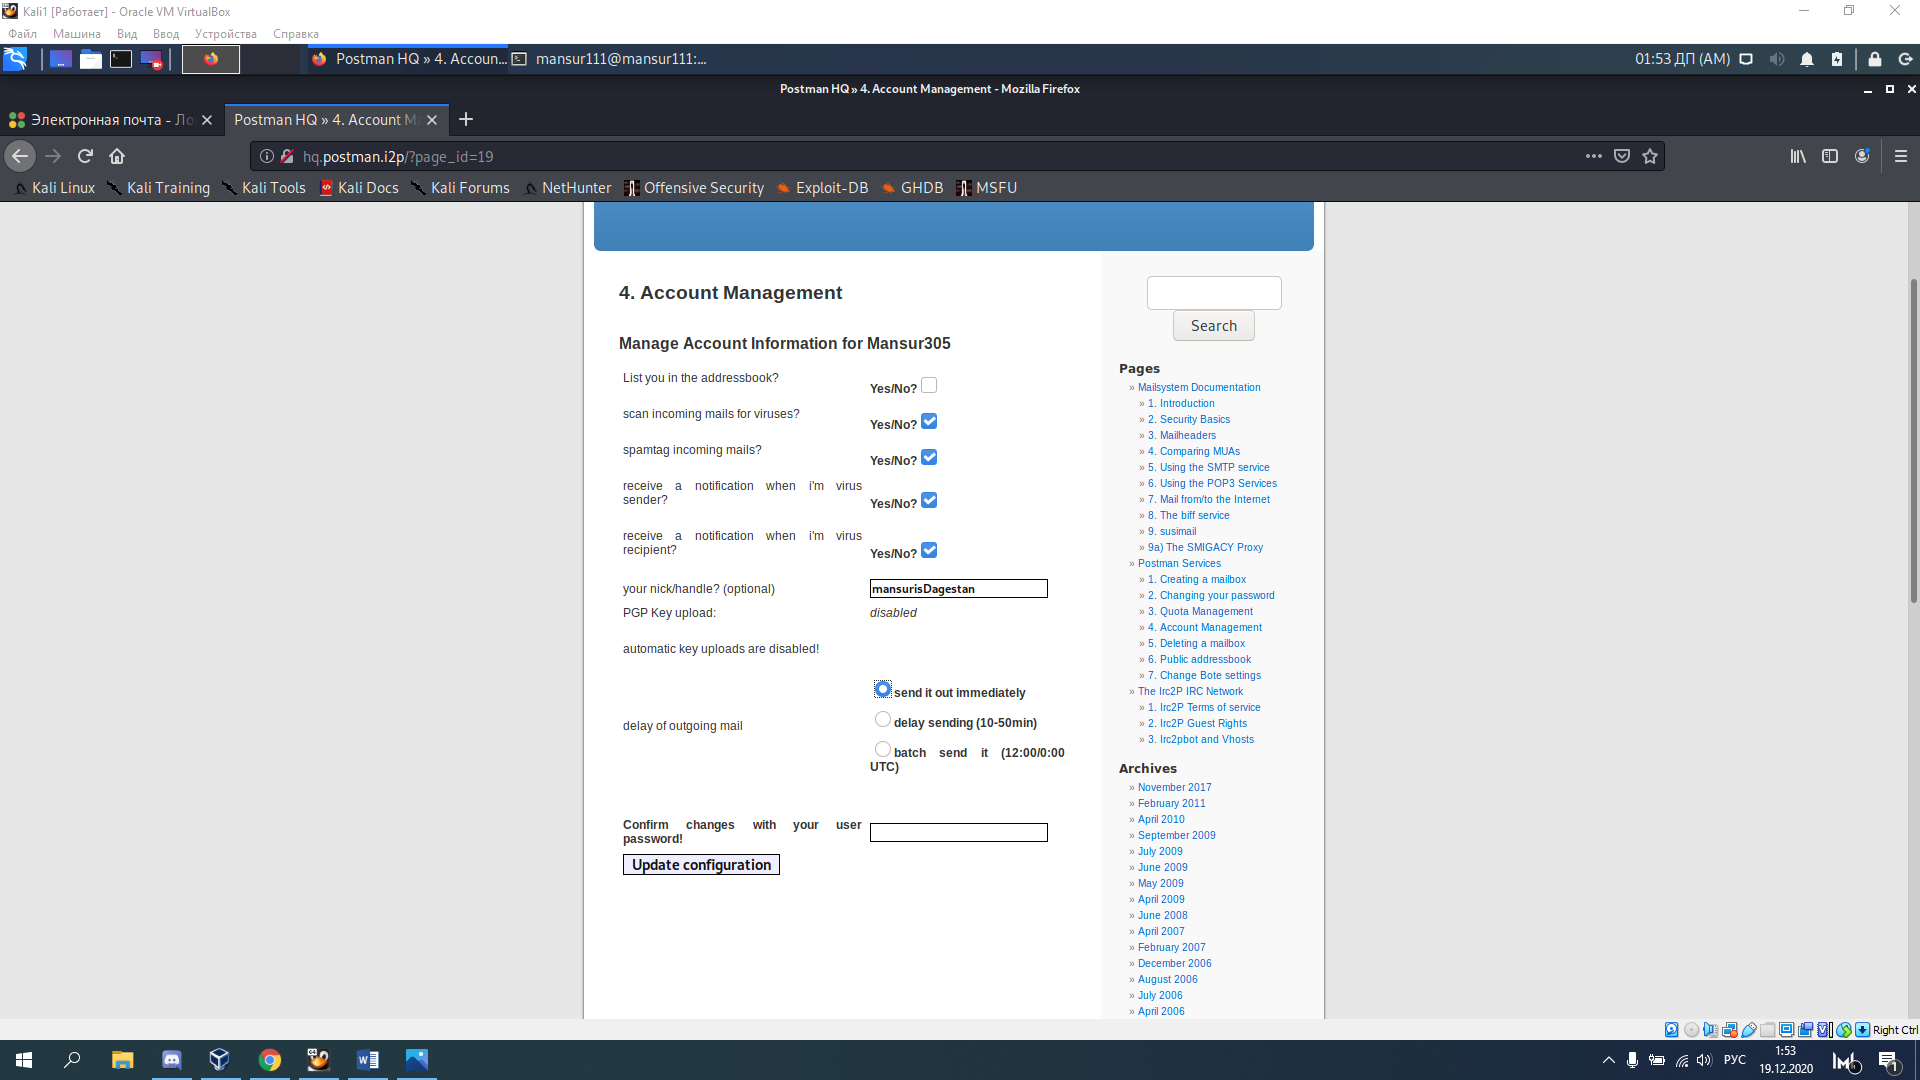 Kali1 [Работает] - Oracle VM VirtualBox
Файл Машина Вид Ввод Устройства Справка
Postman HQ » 4. Accoun... mansur111@mansur111:... 01:53 ДП (AM)
Postman HQ » 4. Account Management - Mozilla Firefox
Электронная почта - Ло Postman HQ » 4. Account M
hq.postman.i2p/?page_id=19
Kali Linux Kali Training Kali Tools Kali Docs Kali Forums NetHunter Offensive Security Exploit-DB GHDB MSFU
4. Account Management
Manage Account Information for Mansur305
List you in the addressbook? Yes/No?
scan incoming mails for viruses? Yes/No?
spamtag incoming mails? Yes/No?
receive a notification when i'm virus
sender? Yes/No?
receive a notification when i'm virus
recipient? Yes/No?
your nick/handle? (optional) mansurisDagestan
PGP Key upload: disabled
automatic key uploads are disabled!
send it out immediately
delay of outgoing mail delay sending (10-50min)
batch send it (12:00/0:00
UTC)
Confirm changes with your user
password!
Update configuration
Search
Pages
» Mailsystem Documentation
» 1. Introduction
» 2. Security Basics
» 3. Mailheaders
» 4. Comparing MUAs
» 5. Using the SMTP service
» 6. Using the POP3 Services
» 7. Mail from/to the Internet
» 8. The biff service
» 9. susimail
» 9a) The SMIGACY Proxy
» Postman Services
» 1. Creating a mailbox
» 2. Changing your password
» 3. Quota Management
» 4. Account Management
» 5. Deleting a mailbox
» 6. Public addressbook
» 7. Change Bote settings
» The Irc2P IRC Network
» 1. Irc2P Terms of service
» 2. Irc2P Guest Rights
» 3. Irc2pbot and Vhosts
Archives
» November 2017
» February 2011
» April 2010
» September 2009
» July 2009
» June 2009
» May 2009
» April 2009
» June 2008
» April 2007
» February 2007
» December 2006
» August 2006
» July 2006
» April 2006
Right Ctrl
РУС 1:53
19.12.2020
1